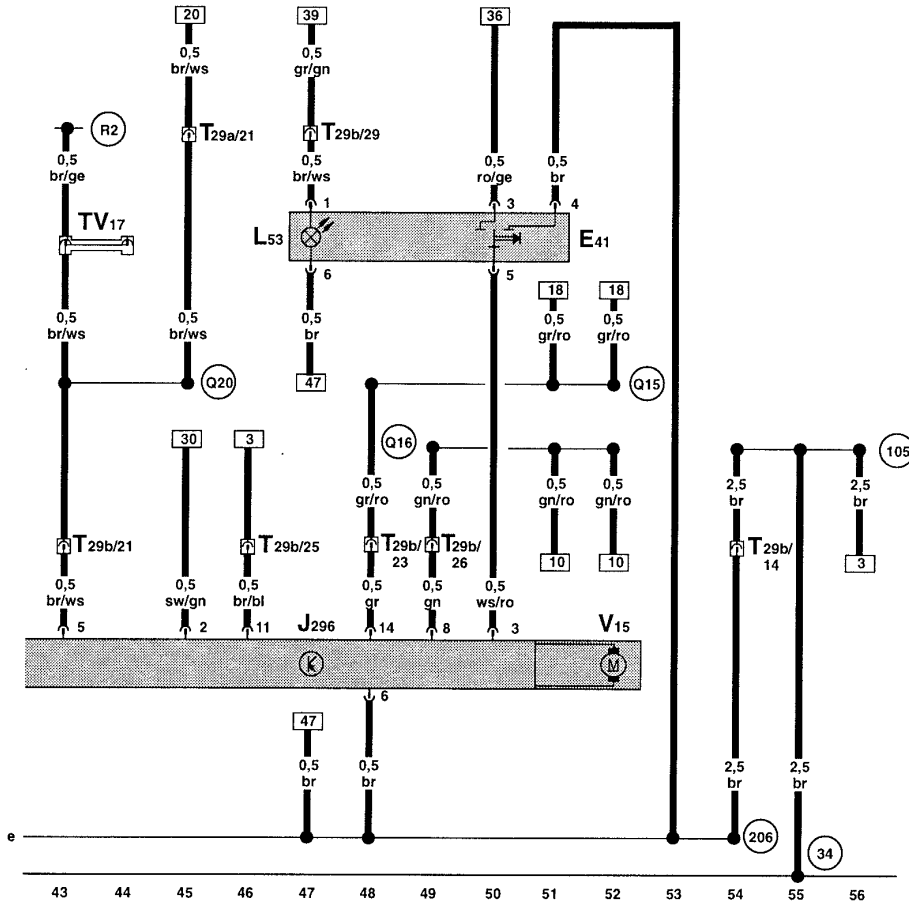 20 39 36
0,5 0,5
br/ws gr/gn
R2 T29a/21 T29b/29
0,5 0,5 0,5 0,5
br/ge br/ws ro/ge br
1 3 4
TV17 L53 E41
6 5
18 18
0,5 0,5 0,5 0,5 0,5
br/ws br/ws br gr/ro gr/ro
Q20 47 Q15
30 3 Q16 105
0,5 0,5 0,5 0,5 2,5 2,5
gr/ro gn/ro gn/ro gn/ro br br
T29b/21 T29b/25 T29b/23 T29b/26 10 10 T29b/14 3
0,5 0,5 0,5 0,5 0,5 0,5
br/ws sw/gn br/bl gr gn ws/ro
5 2 11 J296 14 8 3 V15
K M
6
47
0,5 0,5 2,5 2,5
br br br br
e 206 34
43 44 45 46 47 48 49 50 51 52 53 54 55 56